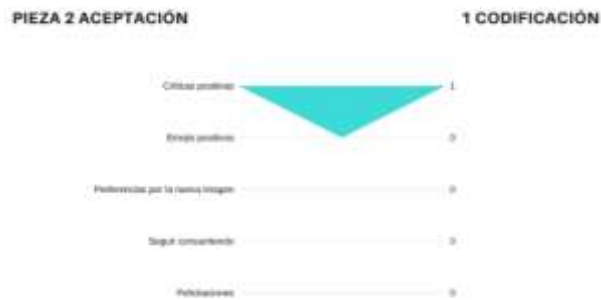 PIEZA 2 ACEPTACIÓN 1 CODIFICACIÓN
Críticas positivas 1
Emojis positivos 0
Preferencias por la nueva imagen 0
Seguir consumiendo 0
Felicitaciones 0